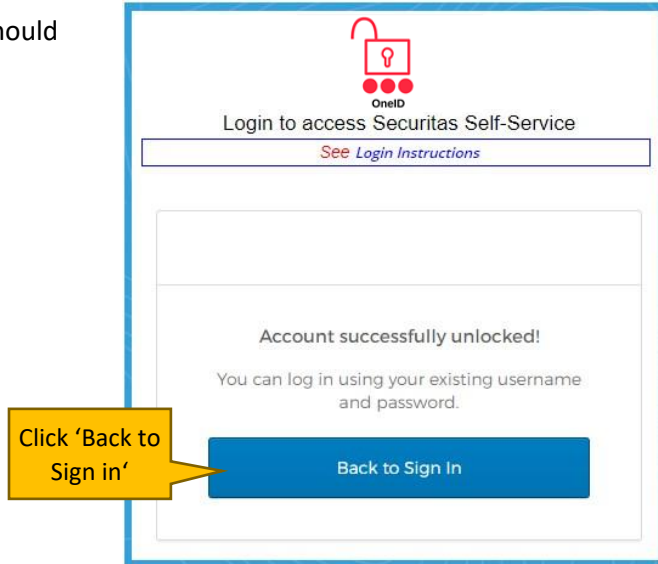 hould
OneID
Login to access Securitas Self-Service
See Login Instructions
Account successfully unlocked!
You can log in using your existing username
and password.
Click ‘Back to
Sign in‘
Back to Sign In